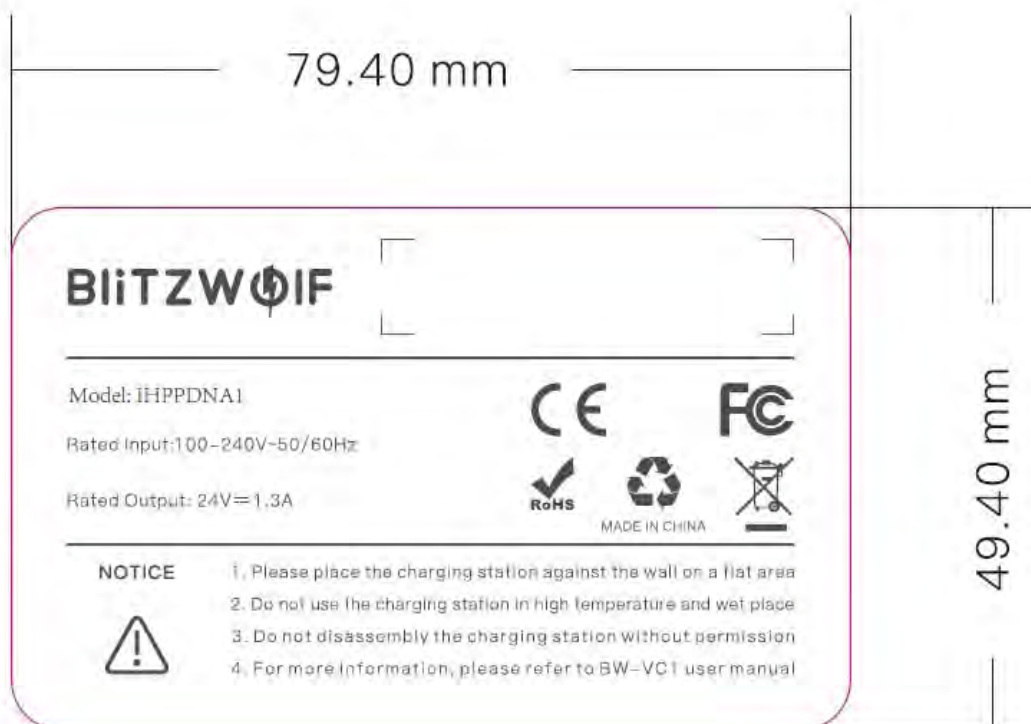 79.40 mm
BliTZWOlF
Model: IHPPDNA1
Rated Input:100-240V~50/60Hz
Rated Output: 24V⎓1.3A
CE
FC
RoHS
MADE IN CHINA
49.40 mm
NOTICE
1. Please place the charging station against the wall on a flat area
2. Do not use the charging station in high temperature and wet place
3. Do not disassembly the charging station without permission
4. For more information, please refer to BW-VC1 user manual